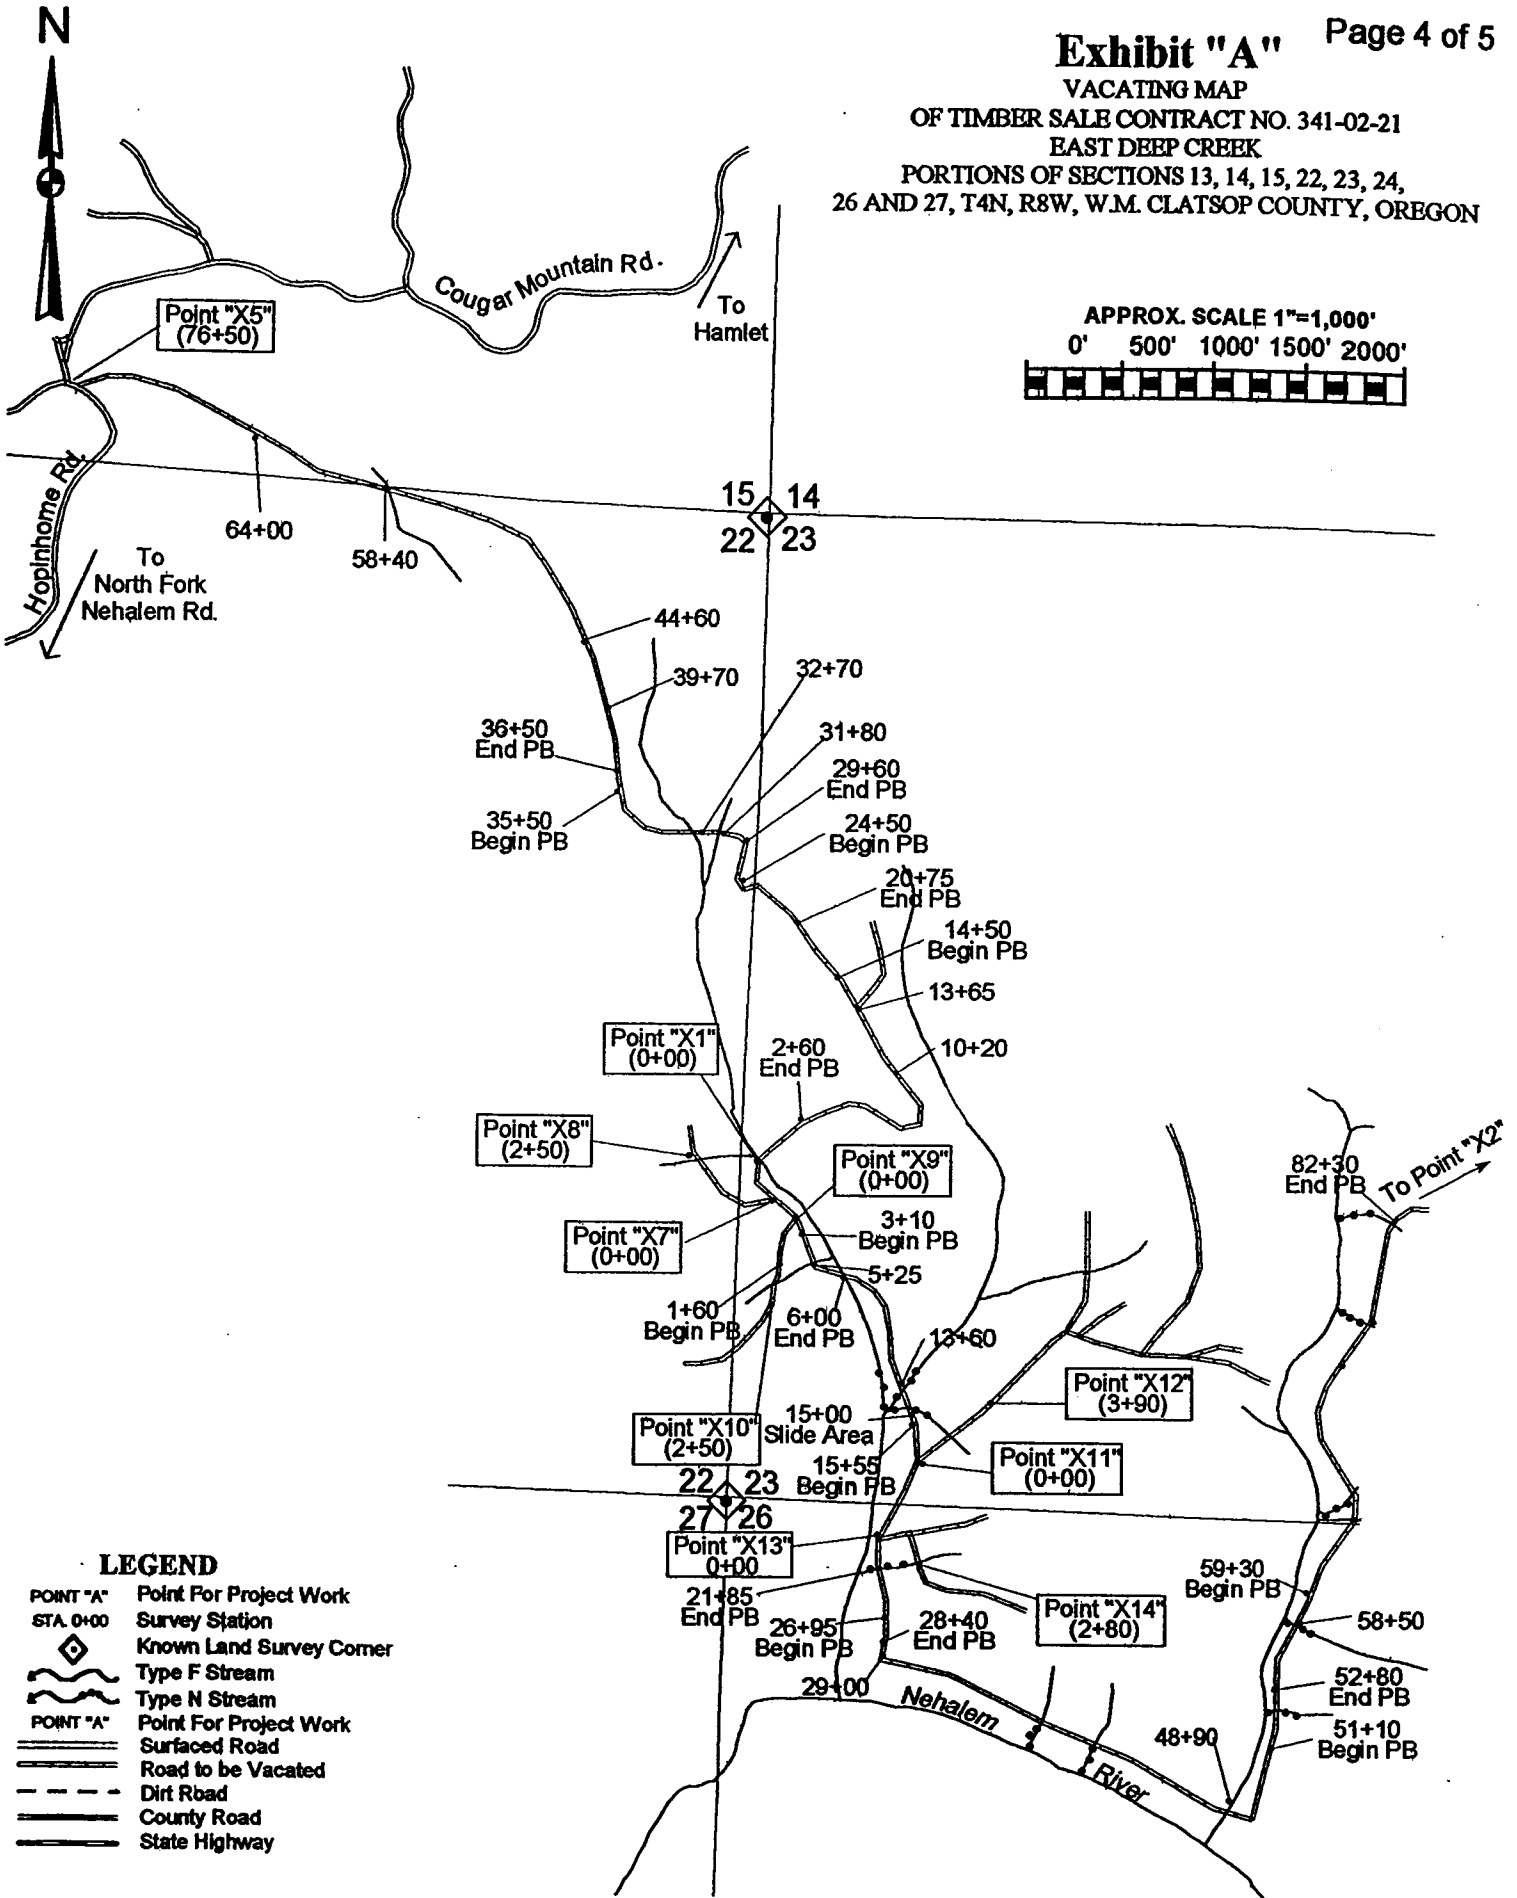 N
Page 4 of 5
Exhibit "A"
VACATING MAP
OF TIMBER SALE CONTRACT NO. 341-02-21
EAST DEEP CREEK
PORTIONS OF SECTIONS 13, 14, 15, 22, 23, 24,
26 AND 27, T4N, R8W, W.M. CLATSOP COUNTY, OREGON
Cougar Mountain Rd.
To
Hamlet
Point "X5"
(76+50)
APPROX. SCALE 1"=1,000'
0' 500' 1000' 1500' 2000'
Hopinhome Rd.
64+00
58+40
15 14
22 23
To
North Fork
Nehalem Rd.
44+60
39+70
32+70
36+50
End PB
31+80
29+60
End PB
35+50
Begin PB
24+50
Begin PB
20+75
End PB
14+50
Begin PB
13+65
10+20
Point "X1"
(0+00)
2+60
End PB
Point "X8"
(2+50)
Point "X9"
(0+00)
82+30
End PB
To Point "X2"
Point "X7"
(0+00)
3+10
Begin PB
5+25
1+60
Begin PB
6+00
End PB
13+60
Point "X12"
(3+90)
Point "X10"
(2+50)
15+00
Slide Area
15+55
Begin PB
Point "X11"
(0+00)
22 23
27 26
Point "X13"
0+00
21+85
End PB
59+30
Begin PB
58+50
Point "X14"
(2+80)
26+95
Begin PB
28+40
End PB
29+00
52+80
End PB
51+10
Begin PB
48+90
Nehalem
River
LEGEND
POINT "A" Point For Project Work
STA. 0+00 Survey Station
Known Land Survey Corner
Type F Stream
Type N Stream
POINT "A" Point For Project Work
Surfaced Road
Road to be Vacated
Dirt Road
County Road
State Highway